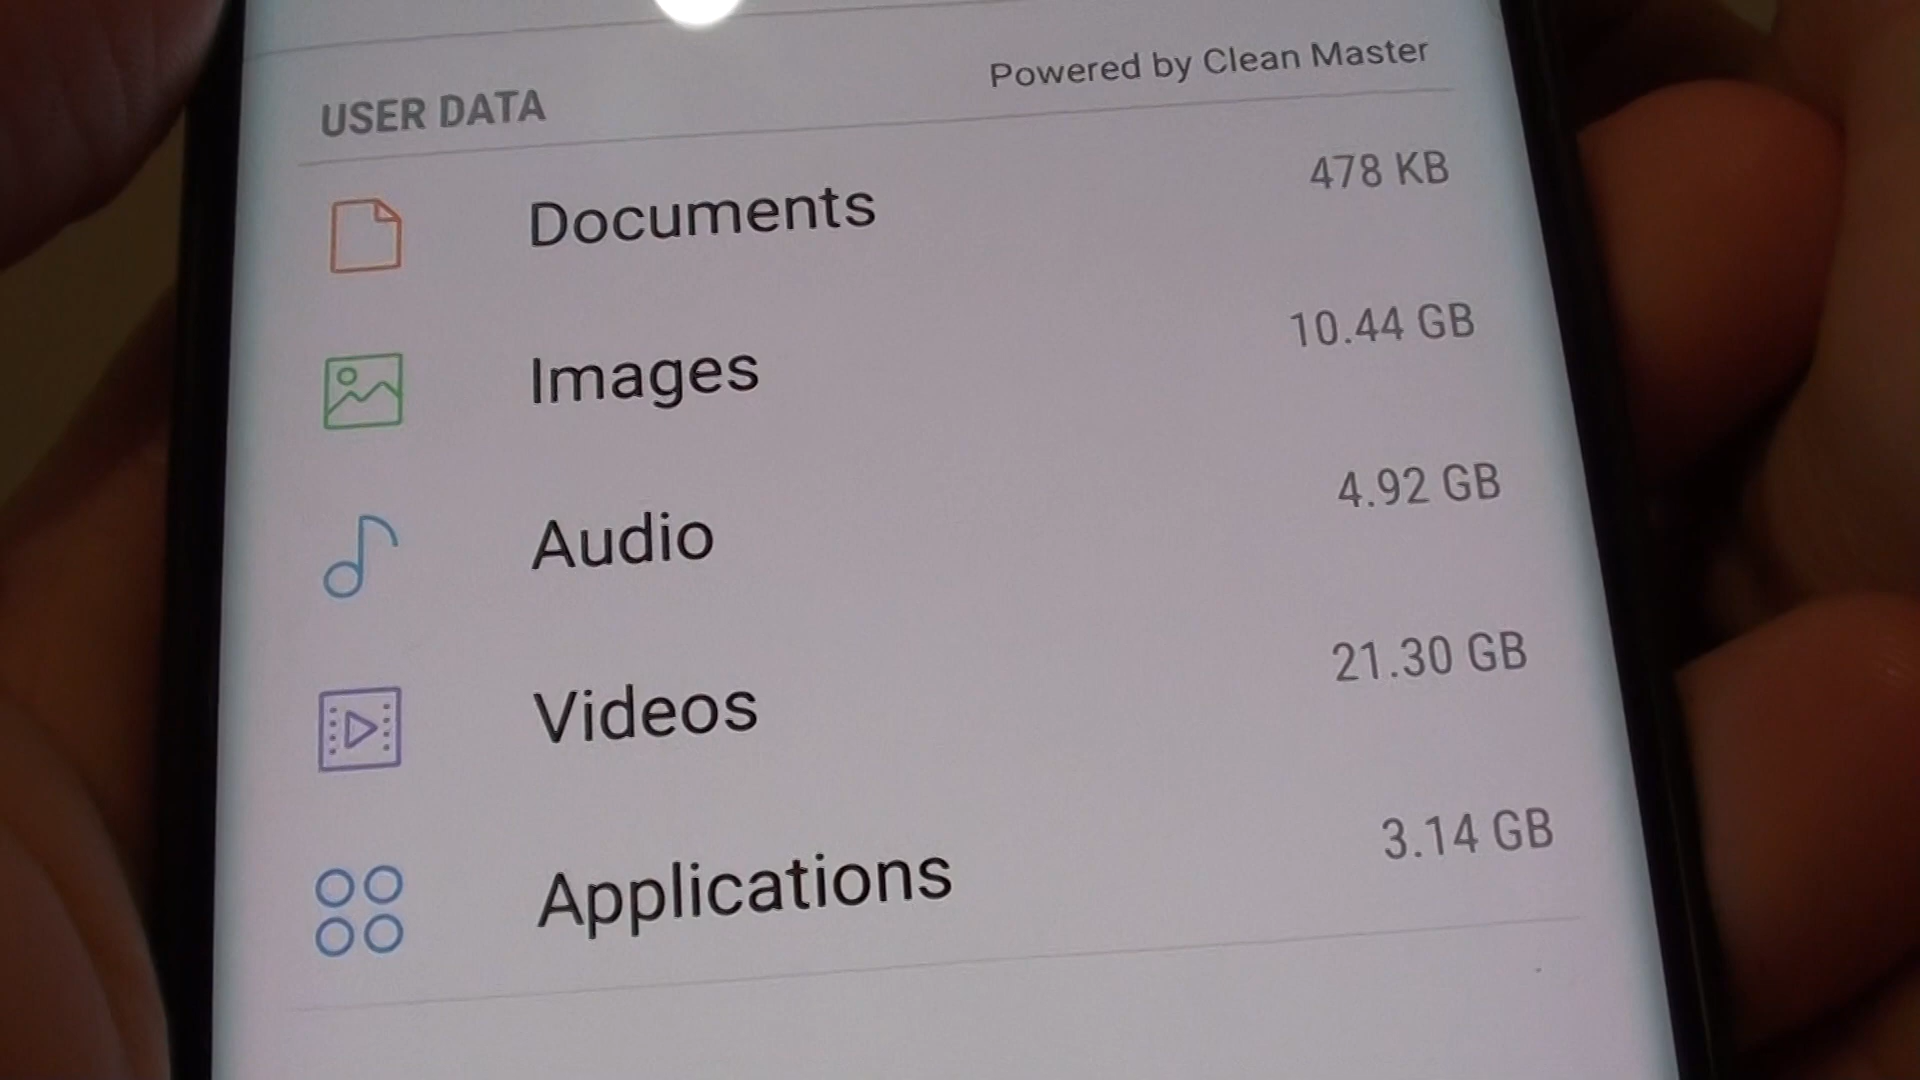 Powered by Clean Master
USER DATA
Documents 478 KB
Images 10.44 GB
Audio 4.92 GB
Videos 21.30 GB
Applications 3.14 GB